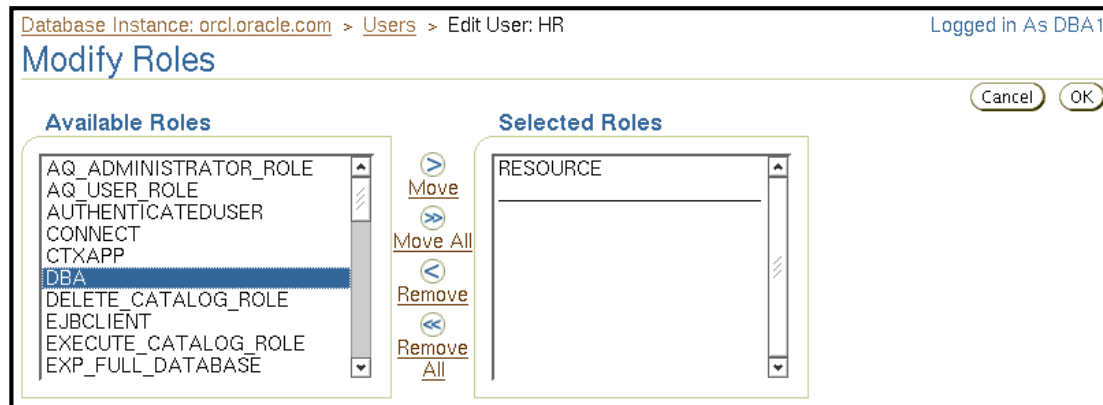 Database Instance: orcl.oracle.com > Users > Edit User: HR
Logged in As DBA1
Modify Roles
Cancel
OK
Available Roles
AQ_ADMINISTRATOR_ROLE
AQ_USER_ROLE
AUTHENTICATEDUSER
CONNECT
CTXAPP
DBA
DELETE_CATALOG_ROLE
EJBCLIENT
EXECUTE_CATALOG_ROLE
EXP_FULL_DATABASE
>
Move
>>
Move All
<
Remove
<<
Remove
All
Selected Roles
RESOURCE